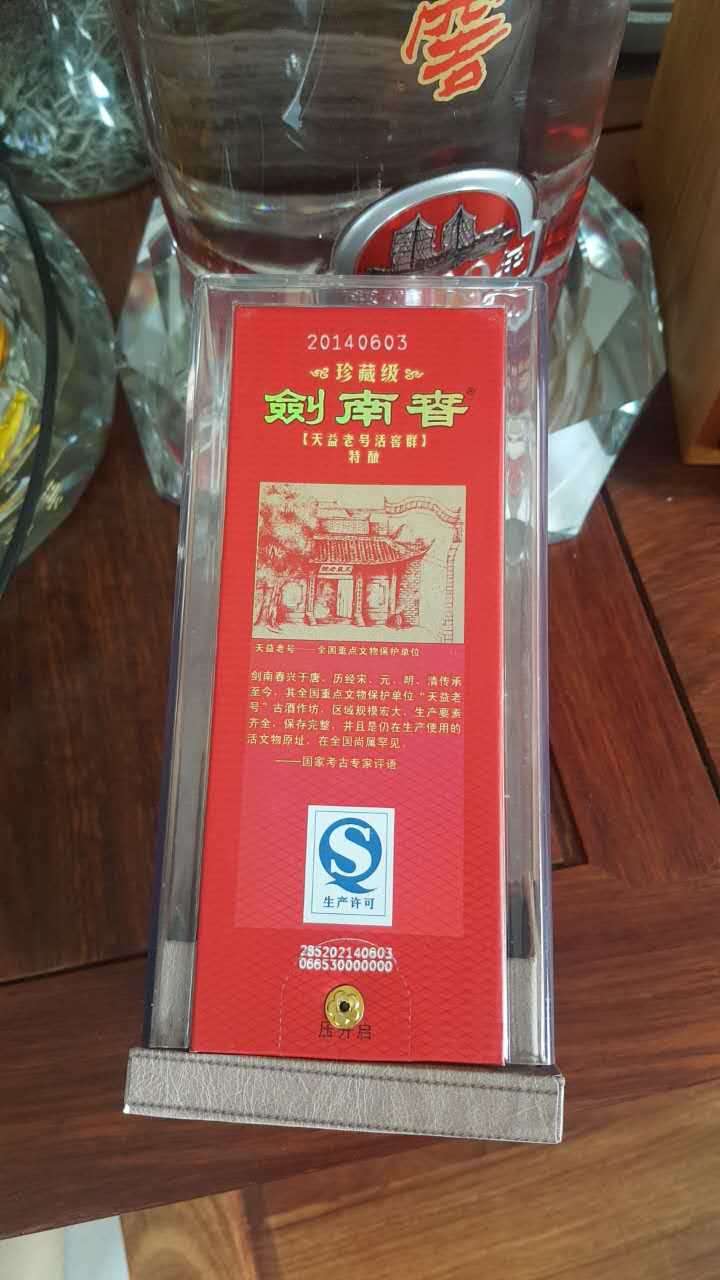 窖
20140603
珍藏级
劍南春®
【天益老号活窖群】
特酿
天益老号
天益老号——全国重点文物保护单位
剑南春兴于唐、历经宋、元、明、清传承
至今，其全国重点文物保护单位“天益老
号”古酒作坊，区域规模宏大，生产要素
齐全，保存完整，并且是仍在生产使用的
活文物原址，在全国尚属罕见。
——国家考古专家评语
生产许可
285202140603
066530000000
压开启